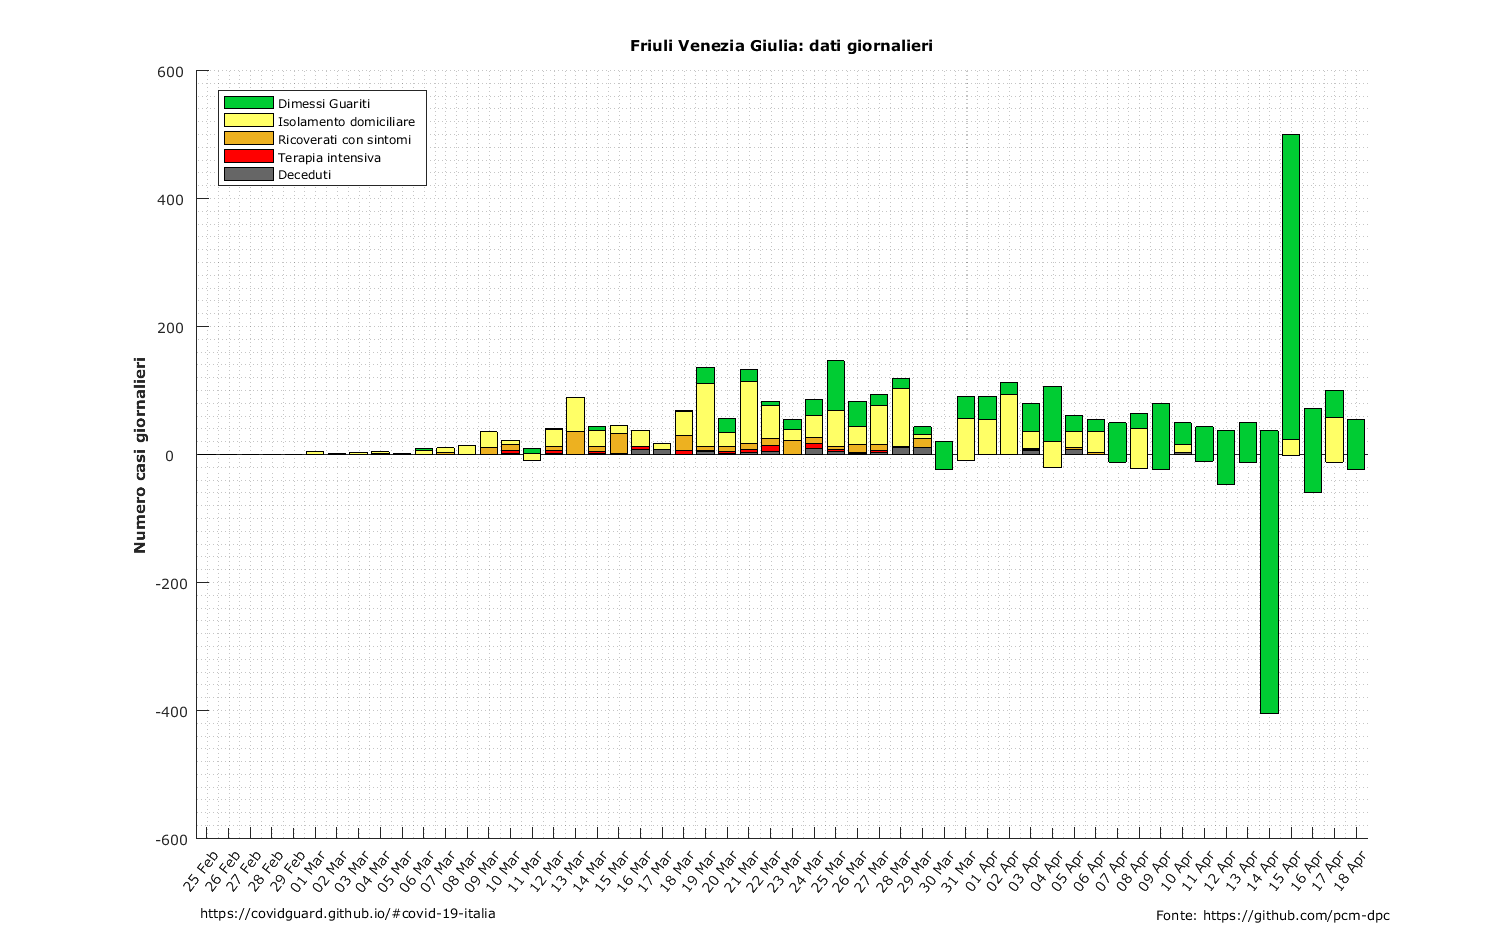 Friuli Venezia Giulia: dati giornalieri
600
400
200
0
-200
-400
-600
Numero casi giornalieri
Dimessi Guariti
Isolamento domiciliare
Ricoverati con sintomi
Terapia intensiva
Deceduti
25 Feb
26 Feb
27 Feb
28 Feb
29 Feb
01 Mar
02 Mar
03 Mar
04 Mar
05 Mar
06 Mar
07 Mar
08 Mar
09 Mar
10 Mar
11 Mar
12 Mar
13 Mar
14 Mar
15 Mar
16 Mar
17 Mar
18 Mar
19 Mar
20 Mar
21 Mar
22 Mar
23 Mar
24 Mar
25 Mar
26 Mar
27 Mar
28 Mar
29 Mar
30 Mar
31 Mar
01 Apr
02 Apr
03 Apr
04 Apr
05 Apr
06 Apr
07 Apr
08 Apr
09 Apr
10 Apr
11 Apr
12 Apr
13 Apr
14 Apr
15 Apr
16 Apr
17 Apr
18 Apr
https://covidguard.github.io/#covid-19-italia
Fonte: https://github.com/pcm-dpc